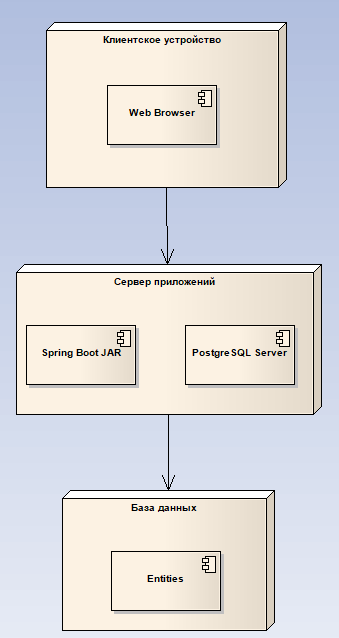 Клиентское устройство
Web Browser
Сервер приложений
Spring Boot JAR
PostgreSQL Server
База данных
Entities